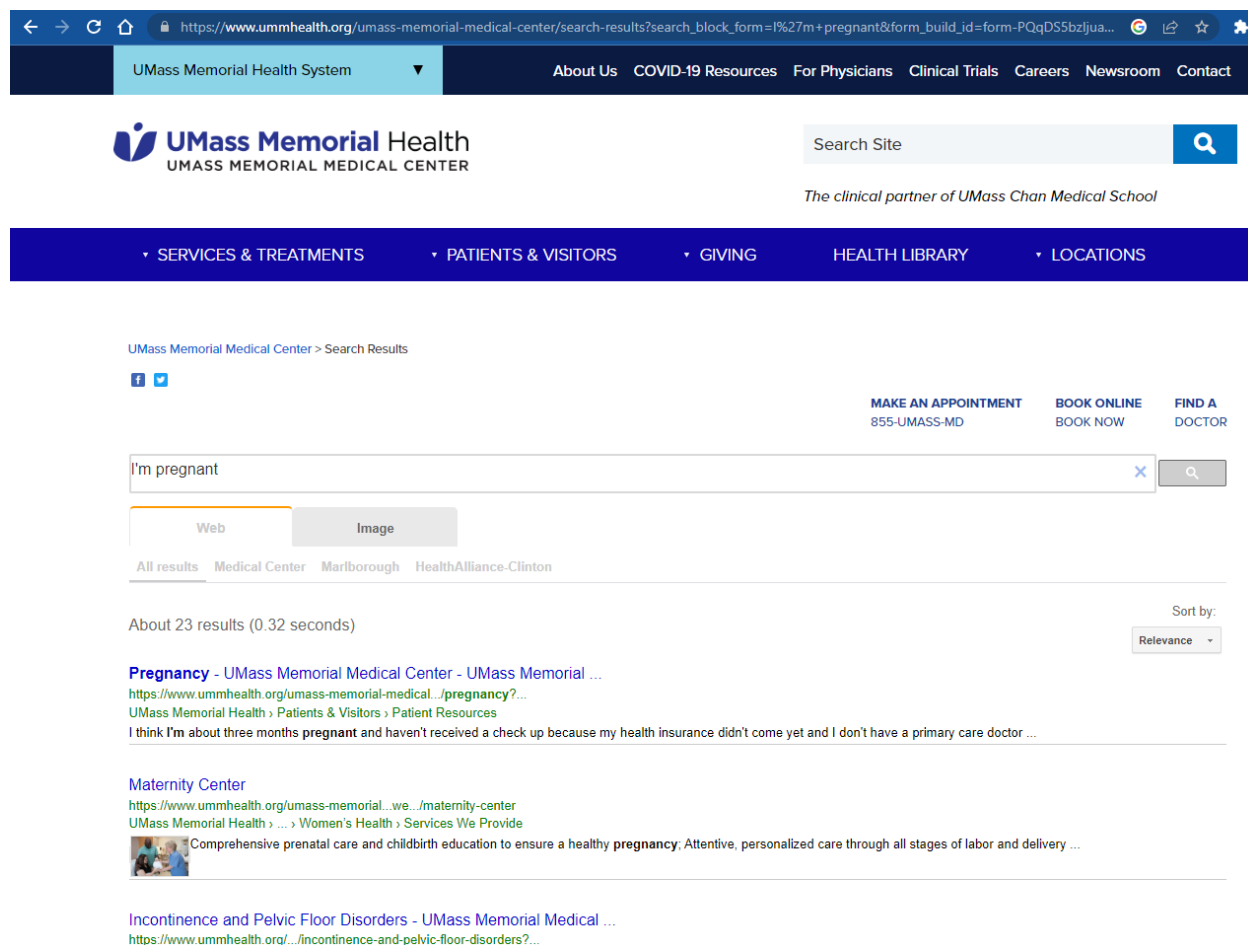 https://www.ummhealth.org/umass-memorial-medical-center/search-results?search_block_form=I%27m+pregnant&form_build_id=form-PQqDS5bzIjua...
UMass Memorial Health System ▼ About Us COVID-19 Resources For Physicians Clinical Trials Careers Newsroom Contact
UMass Memorial Health
UMASS MEMORIAL MEDICAL CENTER
Search Site
The clinical partner of UMass Chan Medical School
SERVICES & TREATMENTS PATIENTS & VISITORS GIVING HEALTH LIBRARY LOCATIONS
UMass Memorial Medical Center > Search Results
MAKE AN APPOINTMENT BOOK ONLINE FIND A
855-UMASS-MD BOOK NOW DOCTOR
I'm pregnant
Web Image
All results Medical Center Marlborough HealthAlliance-Clinton
About 23 results (0.32 seconds)
Sort by:
Relevance
Pregnancy - UMass Memorial Medical Center - UMass Memorial ...
https://www.ummhealth.org/umass-memorial-medical.../pregnancy?...
UMass Memorial Health › Patients & Visitors › Patient Resources
I think I'm about three months pregnant and haven't received a check up because my health insurance didn't come yet and I don't have a primary care doctor ...
Maternity Center
https://www.ummhealth.org/umass-memorial...we.../maternity-center
UMass Memorial Health › ... › Women's Health › Services We Provide
Comprehensive prenatal care and childbirth education to ensure a healthy pregnancy; Attentive, personalized care through all stages of labor and delivery ...
Incontinence and Pelvic Floor Disorders - UMass Memorial Medical ...
https://www.ummhealth.org/.../incontinence-and-pelvic-floor-disorders?...